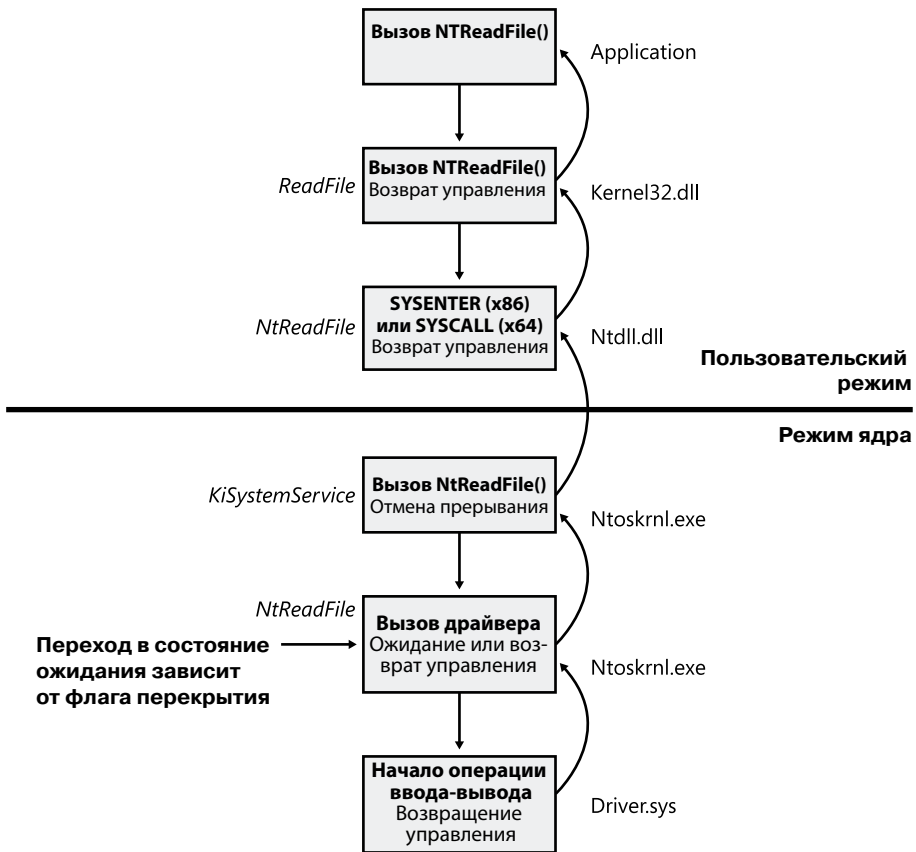 Вызов NTReadFile()
Application
Вызов NTReadFile()
Возврат управления
ReadFile
Kernel32.dll
SYSENTER (x86)
или SYSCALL (x64)
Возврат управления
NtReadFile
Ntdll.dll
Пользовательский
режим
Режим ядра
Вызов NtReadFile()
Отмена прерывания
KiSystemService
Ntoskrnl.exe
NtReadFile
Вызов драйвера
Ожидание или воз-
врат управления
Переход в состояние
ожидания зависит
от флага перекрытия
Ntoskrnl.exe
Начало операции
ввода-вывода
Возвращение
управления
Driver.sys